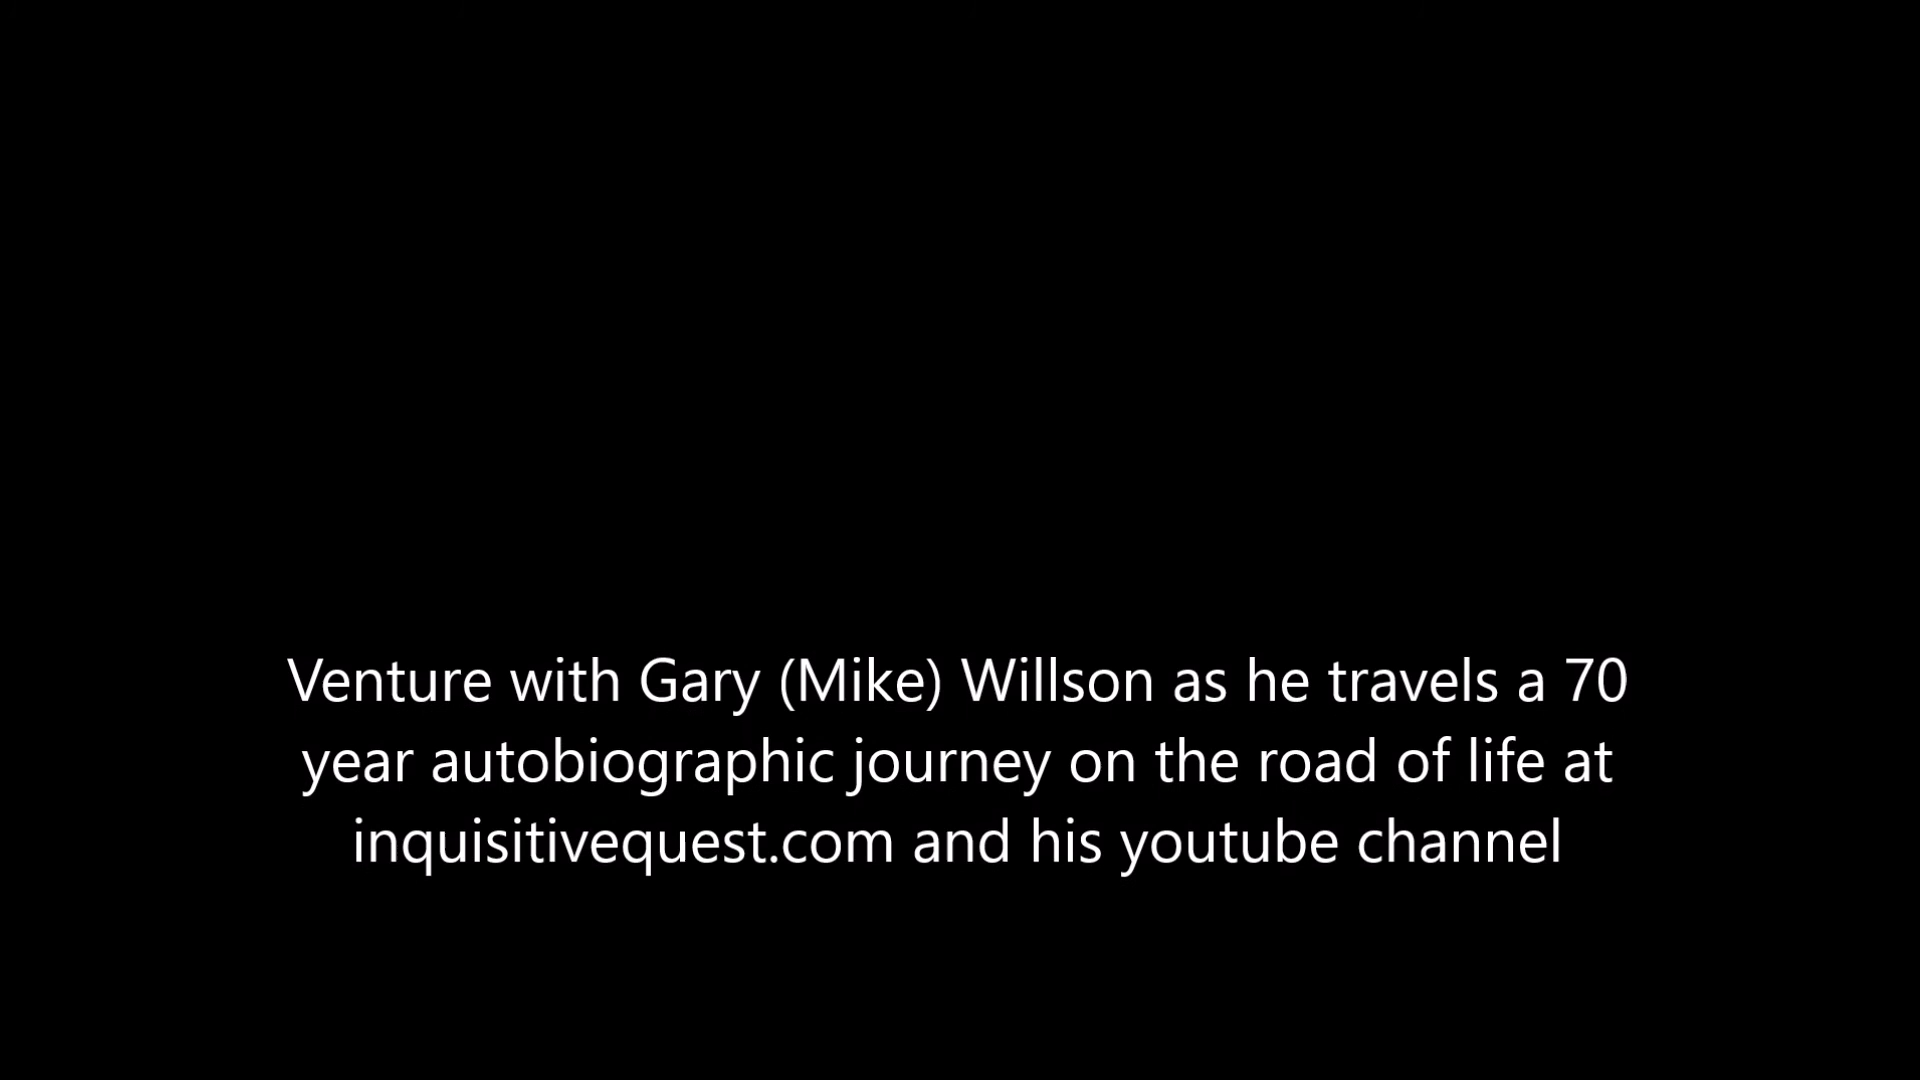 Venture with Gary (Mike) Willson as he travels a 70
year autobiographic journey on the road of life at
inquisitivequest.com and his youtube channel